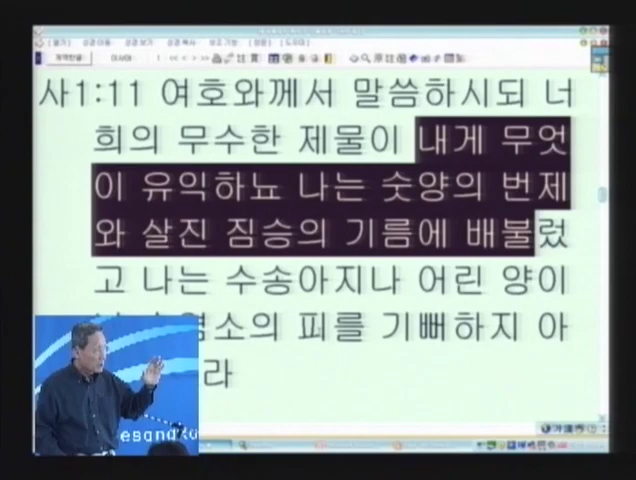 사1:11 여호와께서 말씀하시되 너
희의 무수한 제물이 내게 무엇
이 유익하뇨 나는 숫양의 번제
와 살진 짐승의 기름에 배불렀
고 나는 수송아지나 어린 양이
염소의 피를 기뻐하지 아
라